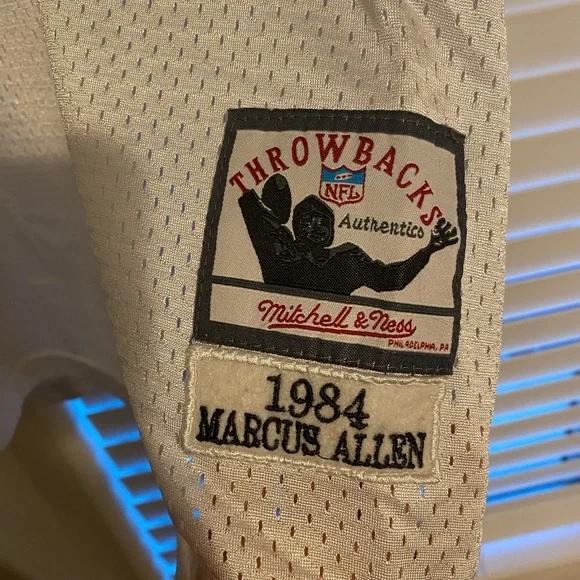 THROWBACKS
NFL
Authentics
Mitchell & Ness
PHILADELPHIA, PA
1984
MARCUS ALLEN